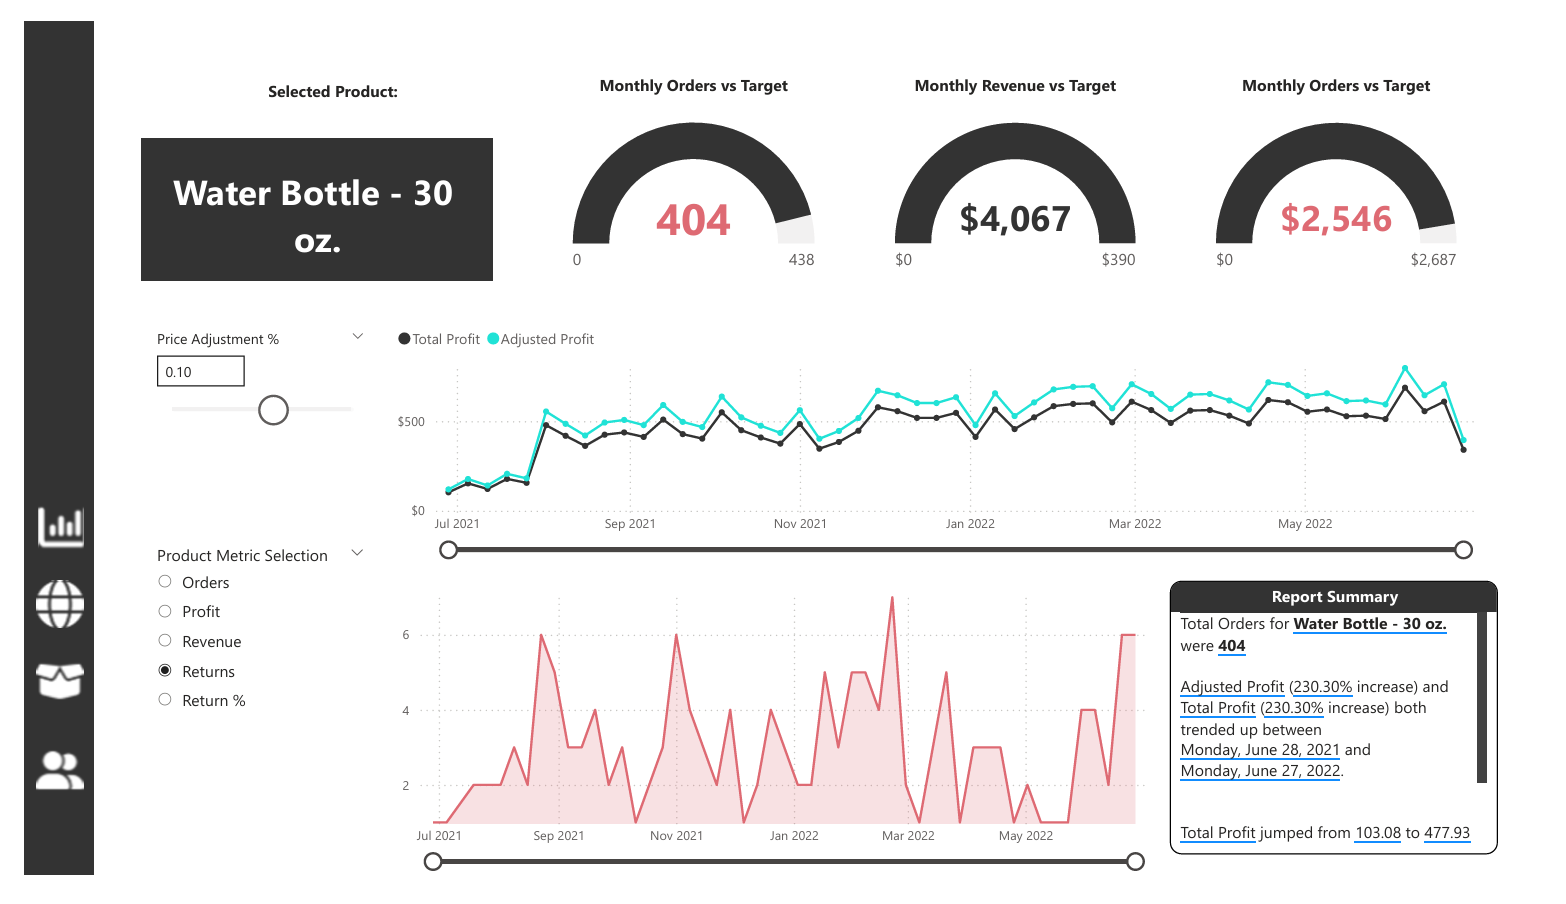 Selected Product:
Water Bottle - 30
oz.
Monthly Orders vs Target
404
0
438
Monthly Revenue vs Target
$4,067
$0
$390
Monthly Orders vs Target
$2,546
$0
$2,687
Price Adjustment %
0.10
Total Profit
Adjusted Profit
$500
$0
Jul 2021
Sep 2021
Nov 2021
Jan 2022
Mar 2022
May 2022
Product Metric Selection
Orders
Profit
Revenue
Returns
Return %
6
4
2
Jul 2021
Sep 2021
Nov 2021
Jan 2022
Mar 2022
May 2022
Report Summary
Total Orders for Water Bottle - 30 oz.
were 404
Adjusted Profit (230.30% increase) and
Total Profit (230.30% increase) both
trended up between
Monday, June 28, 2021 and
Monday, June 27, 2022.
Total Profit jumped from 103.08 to 477.93